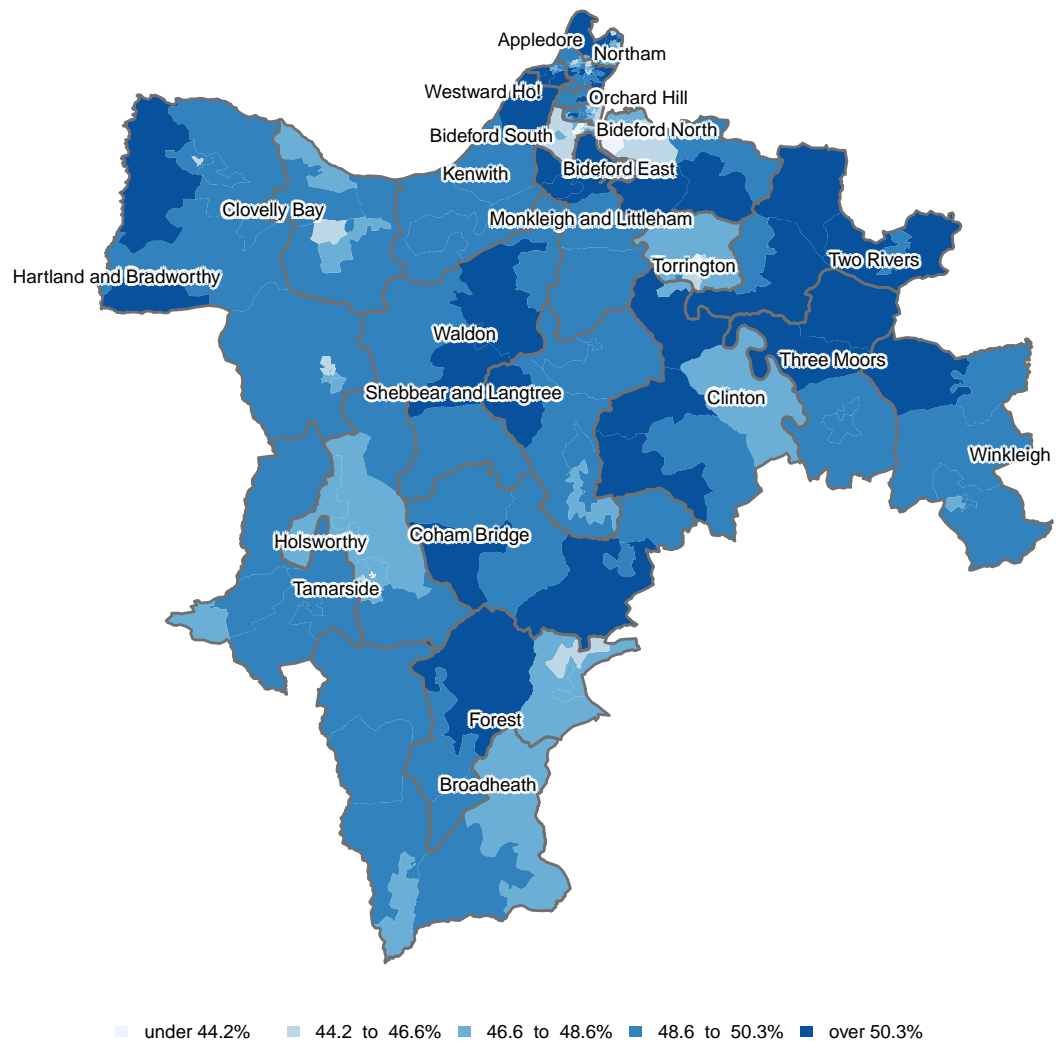 Appledore
Northam
Westward Ho!
Orchard Hill
Bideford South
Bideford North
Kenwith
Bideford East
Clovelly Bay
Monkleigh and Littleham
Hartland and Bradworthy
Torrington
Two Rivers
Waldon
Three Moors
Shebbear and Langtree
Clinton
Winkleigh
Holsworthy
Coham Bridge
Tamarside
Forest
Broadheath
under 44.2% 44.2 to 46.6% 46.6 to 48.6% 48.6 to 50.3% over 50.3%